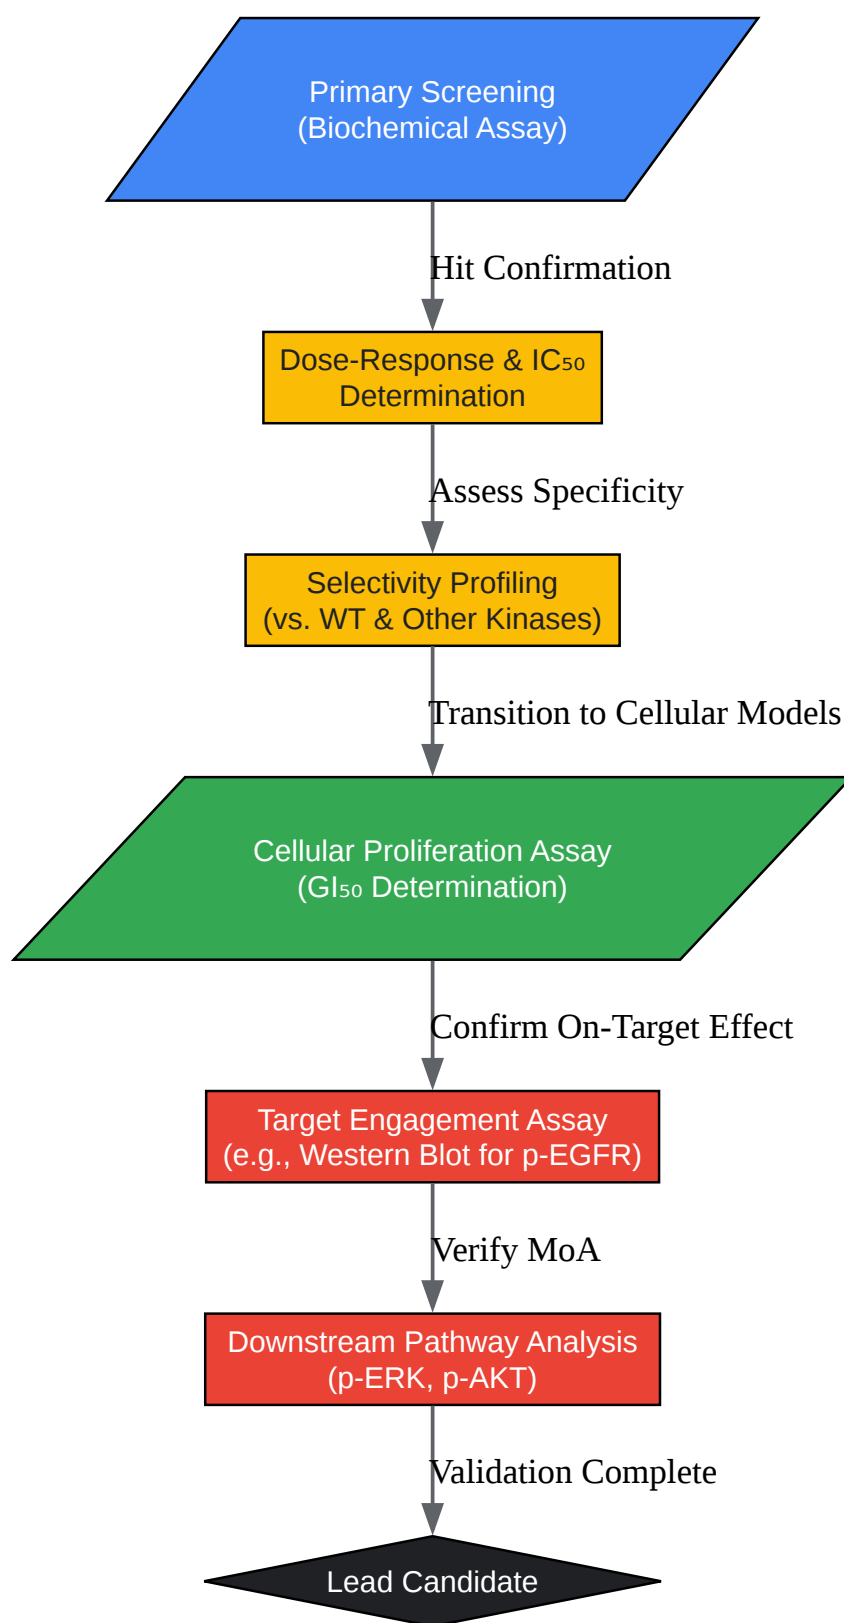 Primary Screening
(Biochemical Assay)
Hit Confirmation
Dose-Response & IC₅₀
Determination
Assess Specificity
Selectivity Profiling
(vs. WT & Other Kinases)
Transition to Cellular Models
Cellular Proliferation Assay
(GI₅₀ Determination)
Confirm On-Target Effect
Target Engagement Assay
(e.g., Western Blot for p-EGFR)
Verify MoA
Downstream Pathway Analysis
(p-ERK, p-AKT)
Validation Complete
Lead Candidate